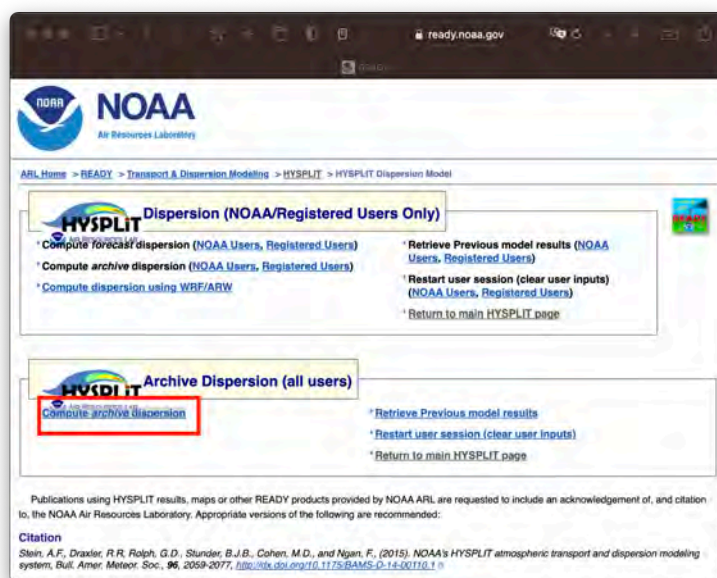 ready.noaa.gov
NOAA
NOAA
Air Resources Laboratory
ARL Home > READY > Transport & Dispersion Modeling > HYSPLIT > HYSPLIT Dispersion Model
HYSPLIT Dispersion (NOAA/Registered Users Only)
AIR RESOURCES LAB
Compute forecast dispersion (NOAA Users, Registered Users)
Compute archive dispersion (NOAA Users, Registered Users)
Compute dispersion using WRF/ARW
Retrieve Previous model results (NOAA
Users, Registered Users)
Restart user session (clear user inputs)
(NOAA Users, Registered Users)
Return to main HYSPLIT page
HYSPLIT Archive Dispersion (all users)
Compute archive dispersion
Retrieve Previous model results
Restart user session (clear user inputs)
Return to main HYSPLIT page
Publications using HYSPLIT results, maps or other READY products provided by NOAA ARL are requested to include an acknowledgement of, and citation
to, the NOAA Air Resources Laboratory. Appropriate versions of the following are recommended:
Citation
Stein, A.F., Draxler, R.R, Rolph, G.D., Stunder, B.J.B., Cohen, M.D., and Ngan, F., (2015). NOAA's HYSPLIT atmospheric transport and dispersion modeling
system, Bull. Amer. Meteor. Soc., 96, 2059-2077, http://dx.doi.org/10.1175/BAMS-D-14-00110.1